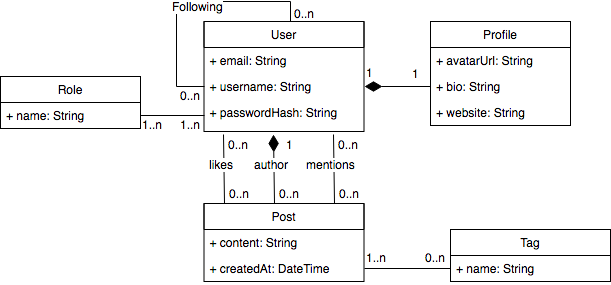 Following
0..n
User
+ email: String
+ username: String
+ passwordHash: String
0..n
1
1
Profile
+ avatarUrl: String
+ bio: String
+ website: String
Role
+ name: String
1..n
1..n
0..n
1
0..n
likes
author
mentions
0..n
0..n
0..n
Post
+ content: String
+ createdAt: DateTime
1..n
0..n
Tag
+ name: String